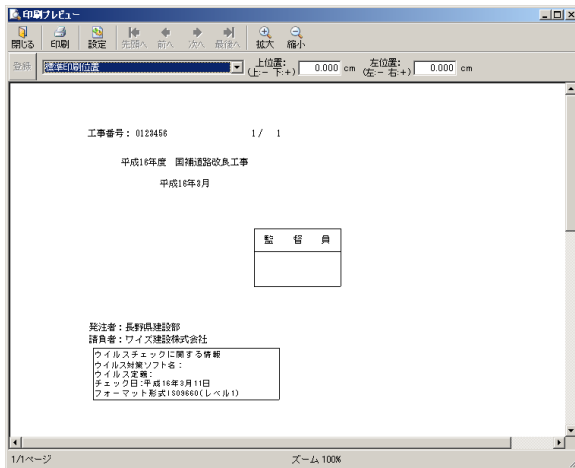 印刷プレビュー
閉じる 印刷 設定 先頭へ 前へ 次へ 最後へ 拡大 縮小
登録 標準印刷位置 上位置: (上:- 下:+) 0.000 cm 左位置: (左:- 右:+) 0.000 cm
工事番号: 0123456 1/ 1
平成16年度 国補道路改良工事
平成16年3月
監 督 員
発注者:長野県建設部
請負者:ワイズ建設株式会社
ウイルスチェックに関する情報
ウイルス対策ソフト名:
ウイルス定義:
チェック日:平成16年3月11日
フォーマット形式ISO9660(レベル1)
1/1ページ ズーム 100%